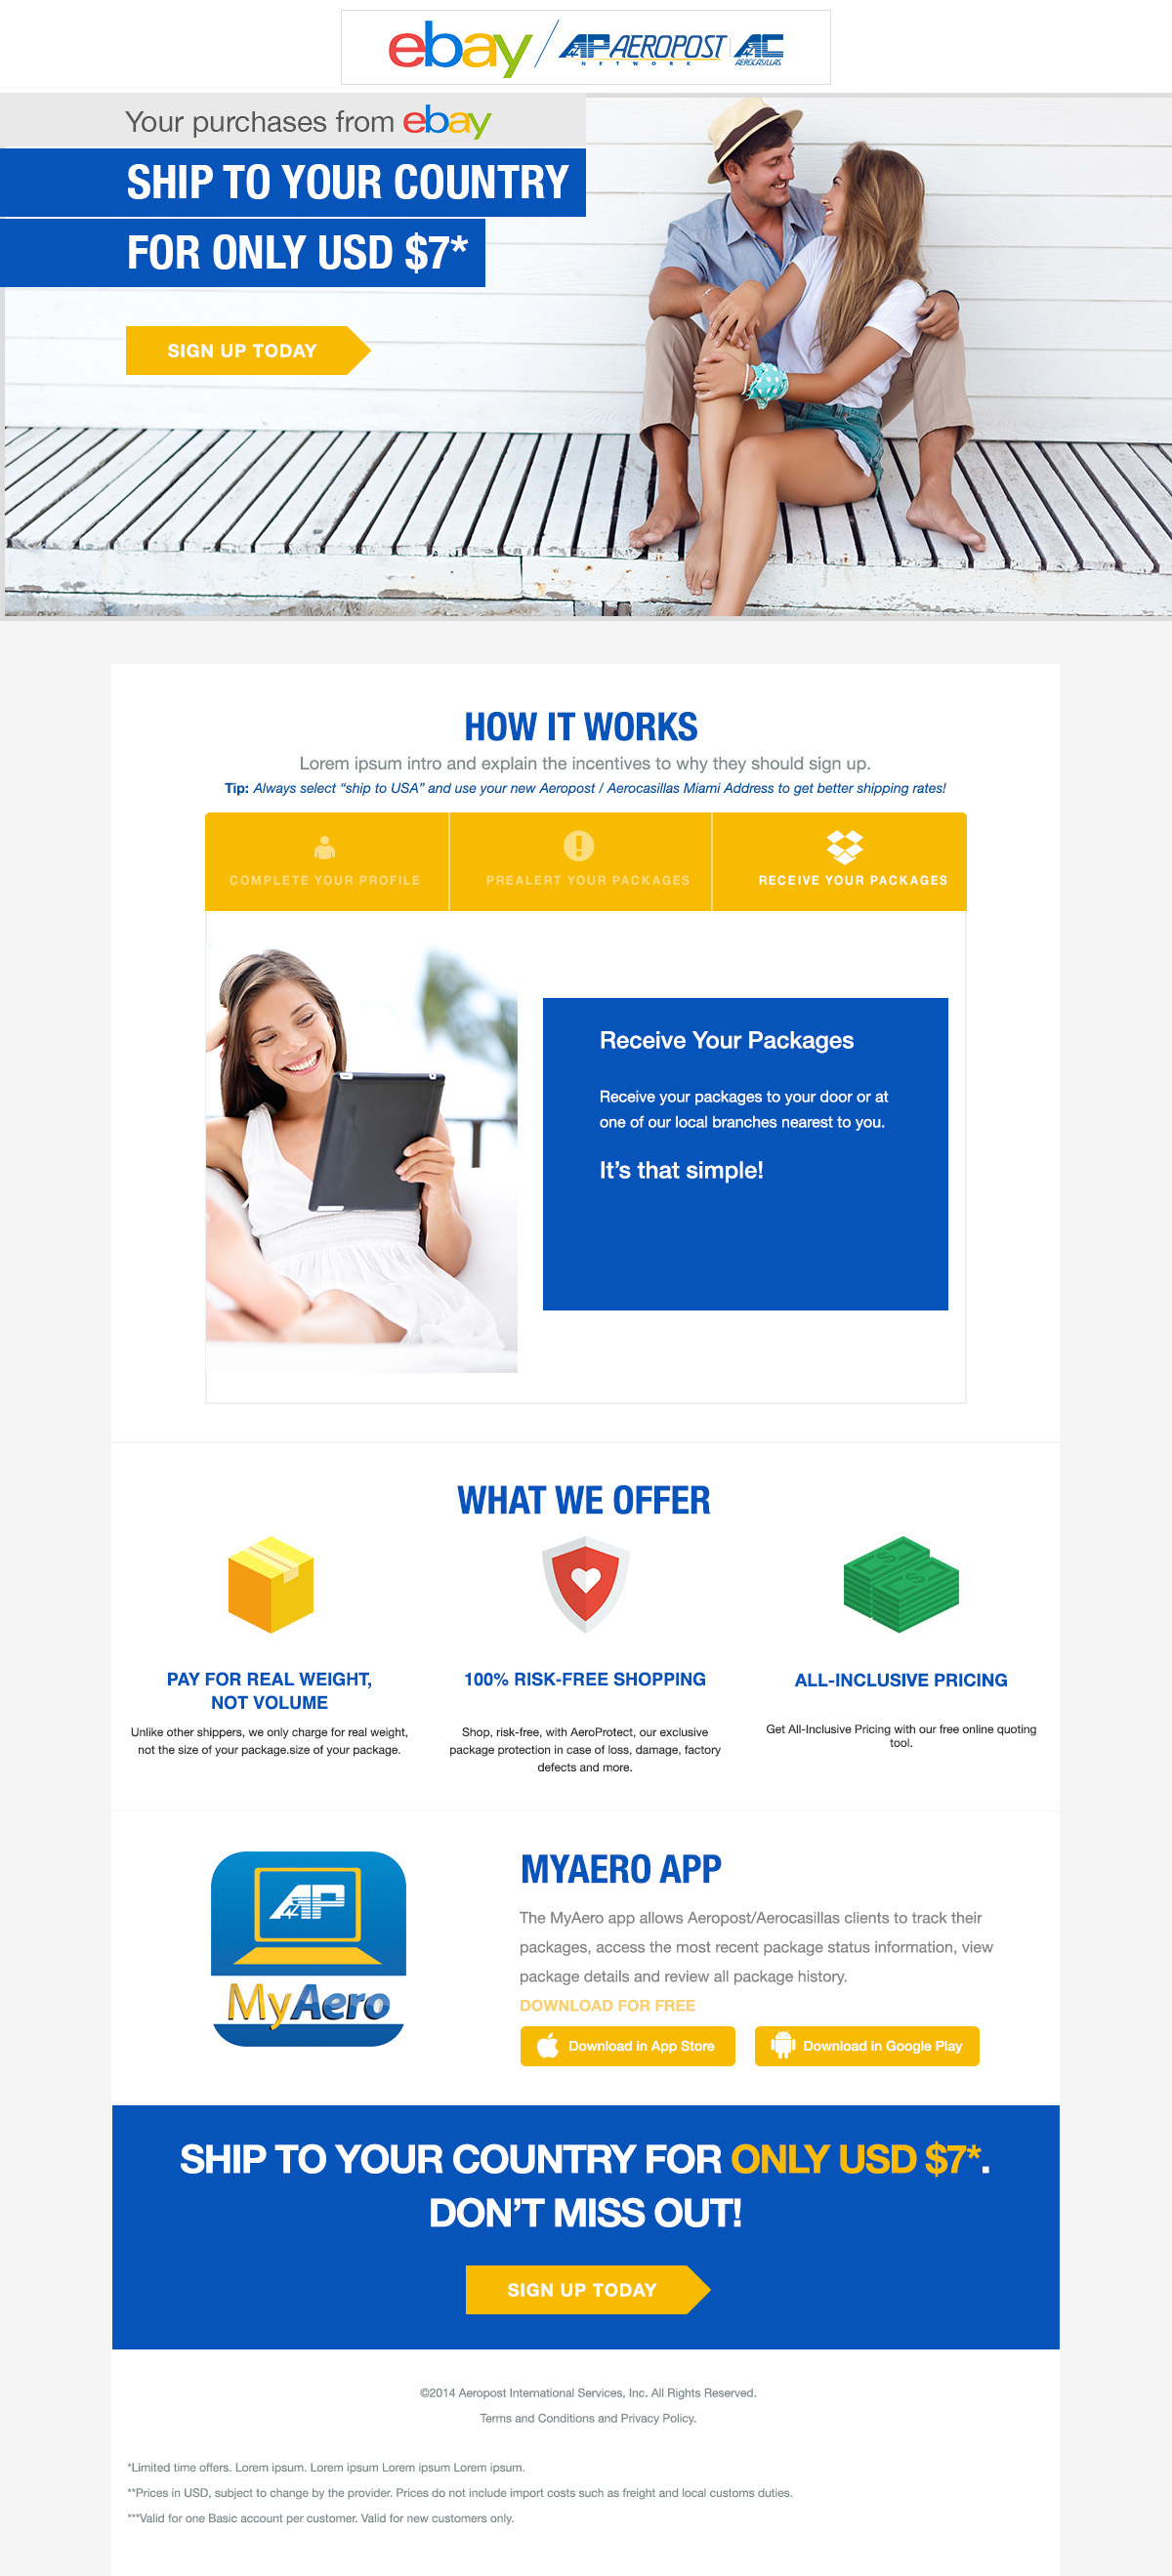 ebay / AP AEROPOST AC
NETWORK AEROCASILLAS
Your purchases from ebay
SHIP TO YOUR COUNTRY
FOR ONLY USD $7*
SIGN UP TODAY
HOW IT WORKS
Lorem ipsum intro and explain the incentives to why they should sign up.
Tip: Always select “ship to USA” and use your new Aeropost / Aerocasillas Miami Address to get better shipping rates!
COMPLETE YOUR PROFILE
PREALERT YOUR PACKAGES
RECEIVE YOUR PACKAGES
Receive Your Packages
Receive your packages to your door or at
one of our local branches nearest to you.
It’s that simple!
WHAT WE OFFER
PAY FOR REAL WEIGHT,
NOT VOLUME
Unlike other shippers, we only charge for real weight,
not the size of your package.size of your package.
100% RISK-FREE SHOPPING
Shop, risk-free, with AeroProtect, our exclusive
package protection in case of loss, damage, factory
defects and more.
ALL-INCLUSIVE PRICING
Get All-Inclusive Pricing with our free online quoting
tool.
AP
MyAero
MYAERO APP
The MyAero app allows Aeropost/Aerocasillas clients to track their
packages, access the most recent package status information, view
package details and review all package history.
DOWNLOAD FOR FREE
Download in App Store
Download in Google Play
SHIP TO YOUR COUNTRY FOR ONLY USD $7*.
DON’T MISS OUT!
SIGN UP TODAY
©2014 Aeropost International Services, Inc. All Rights Reserved.
Terms and Conditions and Privacy Policy.
*Limited time offers. Lorem ipsum. Lorem ipsum Lorem ipsum Lorem ipsum.
**Prices in USD, subject to change by the provider. Prices do not include import costs such as freight and local customs duties.
***Valid for one Basic account per customer. Valid for new customers only.